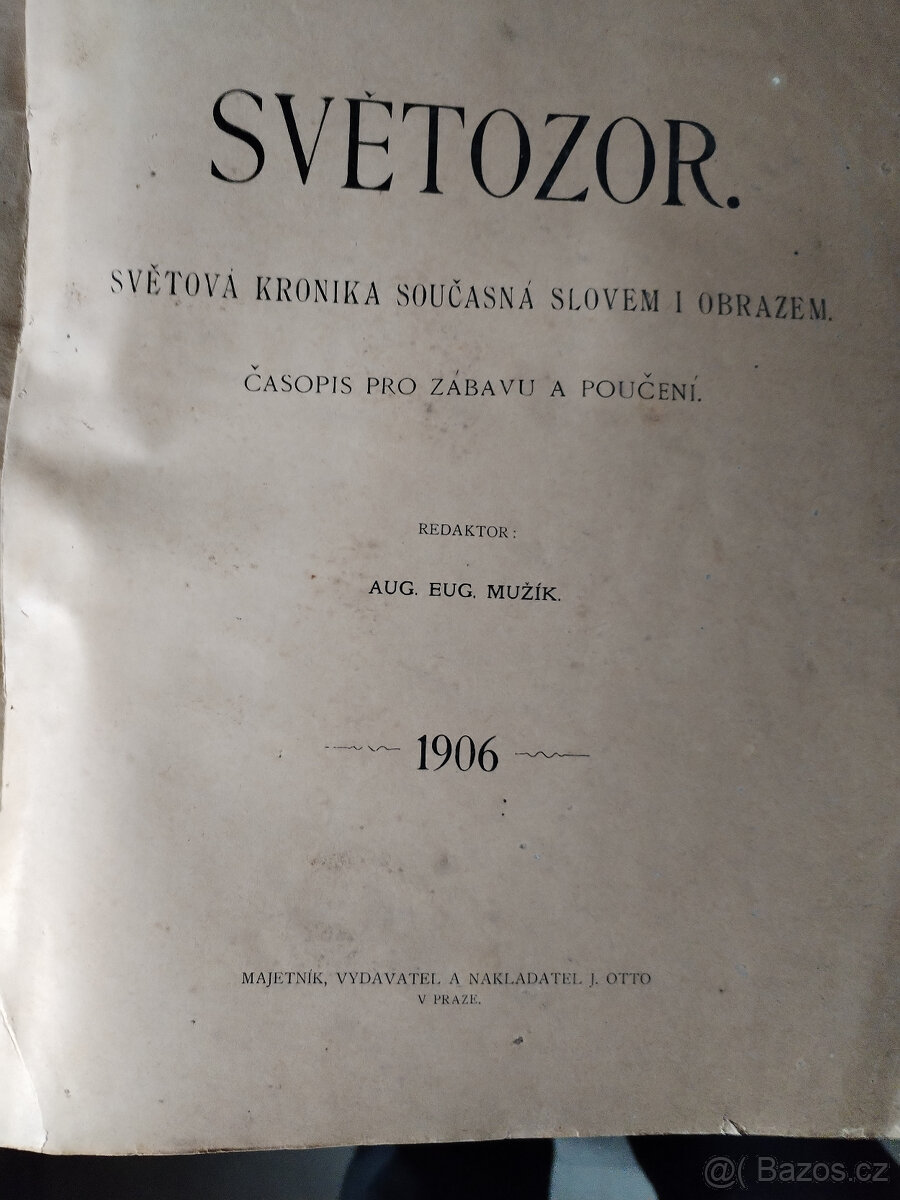 SVĚTOZOR.
SVĚTOVÁ KRONIKA SOUČASNÁ SLOVEM I OBRAZEM.
ČASOPIS PRO ZÁBAVU A POUČENÍ.
REDAKTOR:
AUG. EUG. MUŽÍK.
1906
MAJETNÍK, VYDAVATEL A NAKLADATEL J. OTTO
V PRAZE.
@( Bazos.cz